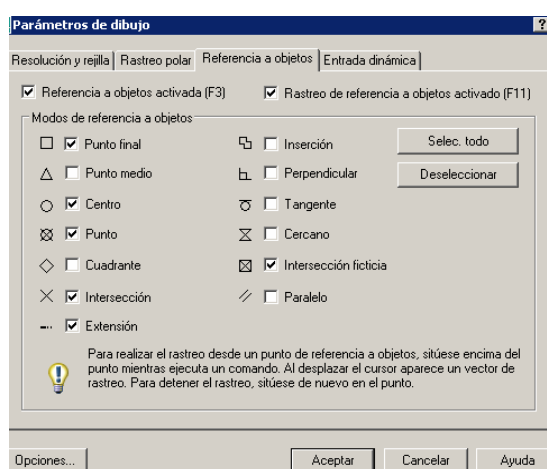 Parámetros de dibujo ?
Resolución y rejilla Rastreo polar Referencia a objetos Entrada dinámica
Referencia a objetos activada (F3) Rastreo de referencia a objetos activado (F11)
Modos de referencia a objetos
Punto final Inserción Selec. todo
Punto medio Perpendicular Deseleccionar
Centro Tangente
Punto Cercano
Cuadrante Intersección ficticia
Intersección Paralelo
Extensión
Para realizar el rastreo desde un punto de referencia a objetos, sitúese encima del
punto mientras ejecuta un comando. Al desplazar el cursor aparece un vector de
rastreo. Para detener el rastreo, sitúese de nuevo en el punto.
Opciones... Aceptar Cancelar Ayuda